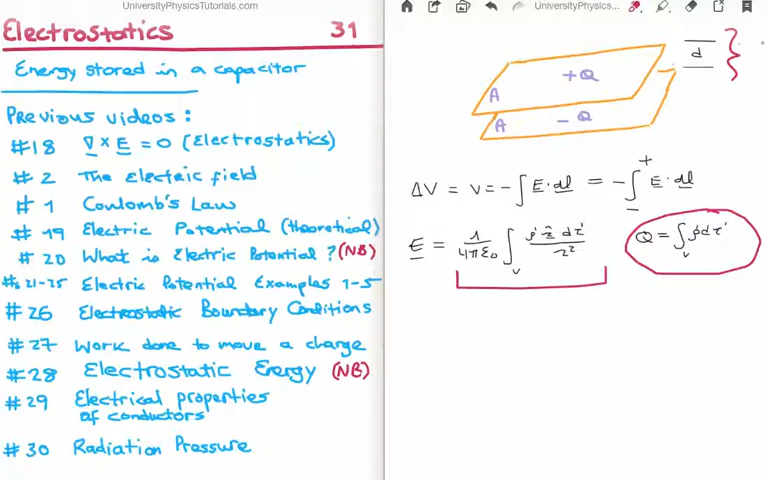 UniversityPhysicsTutorials.com
Electrostatics 31
Energy stored in a capacitor
Previous videos:
#18 ∇ × E = 0 (Electrostatics)
#2 The Electric field
#1 Coulomb's Law
#19 Electric Potential (theoretical)
#20 What is Electric Potential? (NB)
#s 21-25 Electric Potential Examples 1-5
#26 Electrostatic Boundary Conditions
#27 Work done to move a charge
#28 Electrostatic Energy (NB)
#29 Electrical properties
of conductors
#30 Radiation Pressure
UniversityPhysics
+Q
A
d
A
-Q
ΔV = V = -∫ E·dl = -∫₋⁺ E·dl
E = 1/4πε₀ ∫ᵥ ρ' r̂ dτ'/r²
Q = ∫ᵥ ρ dτ'